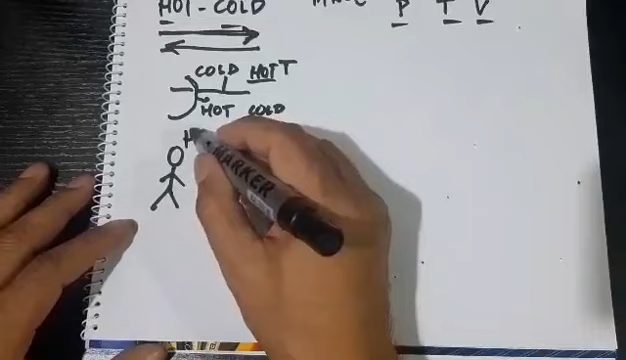 HOT - COLD P T V
COLD HOT T
HOT COLD
H
MARKER